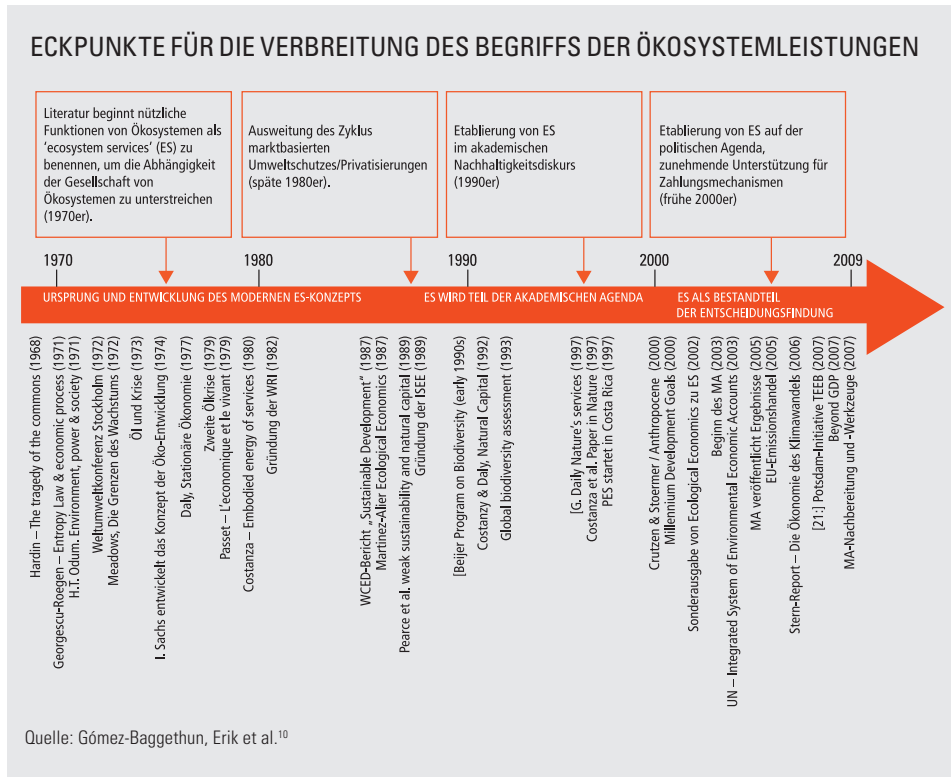 ECKPUNKTE FÜR DIE VERBREITUNG DES BEGRIFFS DER ÖKOSYSTEMLEISTUNGEN
Literatur beginnt nützliche
Funktionen von Ökosystemen als
'ecosystem services' (ES) zu
benennen, um die Abhängigkeit
der Gesellschaft von
Ökosystemen zu unterstreichen
(1970er).
Ausweitung des Zyklus
marktbasierten
Umweltschutzes/Privatisierungen
(späte 1980er).
Etablierung von ES
im akademischen
Nachhaltigkeitsdiskurs
(1990er)
Etablierung von ES auf der
politischen Agenda,
zunehmende Unterstützung für
Zahlungsmechanismen
(frühe 2000er)
1970
1980
1990
2000
2009
URSPRUNG UND ENTWICKLUNG DES MODERNEN ES-KONZEPTS
ES WIRD TEIL DER AKADEMISCHEN AGENDA
ES ALS BESTANDTEIL
DER ENTSCHEIDUNGSFINDUNG
Hardin – The tragedy of the commons (1968)
Georgescu-Roegen – Entropy Law & economic process (1971)
H.T. Odum. Environment, power & society (1971)
Weltumweltkonferenz Stockholm (1972)
Meadows, Die Grenzen des Wachstums (1972)
Öl und Krise (1973)
I. Sachs entwickelt das Konzept der Öko-Entwicklung (1974)
Daly, Stationäre Ökonomie (1977)
Zweite Ölkrise (1979)
Passet – L'economique et le vivant (1979)
Costanza – Embodied energy of services (1980)
Gründung der WRI (1982)
WCED-Bericht „Sustainable Development" (1987)
Martinez-Alier Ecological Economics (1987)
Pearce et al. weak sustainability and natural capital (1989)
Gründung der ISEE (1989)
[Beijer Program on Biodiversity (early 1990s)
Costanzy & Daly, Natural Capital (1992)
Global biodiversity assessment (1993)
[G. Daily Nature's services (1997)
Costanza et al. Paper in Nature (1997)
PES startet in Costa Rica (1997)
Crutzen & Stoermer / Anthropocene (2000)
Millennium Development Goals (2000)
Sonderausgabe von Ecological Economics zu ES (2002)
Beginn des MA (2003)
UN – Integrated System of Environmental Economic Accounts (2003)
MA veröffentlicht Ergebnisse (2005)
EU-Emissionshandel (2005)
Stern-Report – Die Ökonomie des Klimawandels (2006)
[21:] Potsdam-Initiative TEEB (2007)
Beyond GDP (2007)
MA-Nachbereitung und -Werkzeuge (2007)
Quelle: Gómez-Baggethun, Erik et al.¹⁰